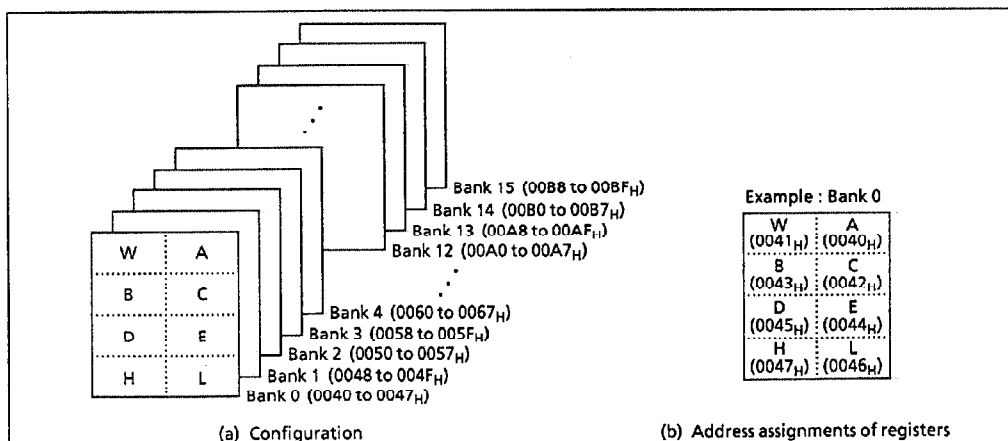 Bank 15 (00B8 to 00BFH)
Bank 14 (00B0 to 00B7H)
Bank 13 (00A8 to 00AFH)
Bank 12 (00A0 to 00A7H)
Bank 4 (0060 to 0067H)
Bank 3 (0058 to 005FH)
Bank 2 (0050 to 0057H)
Bank 1 (0048 to 004FH)
Bank 0 (0040 to 0047H)
W A
B C
D E
H L
(a) Configuration
Example : Bank 0
W A
(0041H) (0040H)
B C
(0043H) (0042H)
D E
(0045H) (0044H)
H L
(0047H) (0046H)
(b) Address assignments of registers